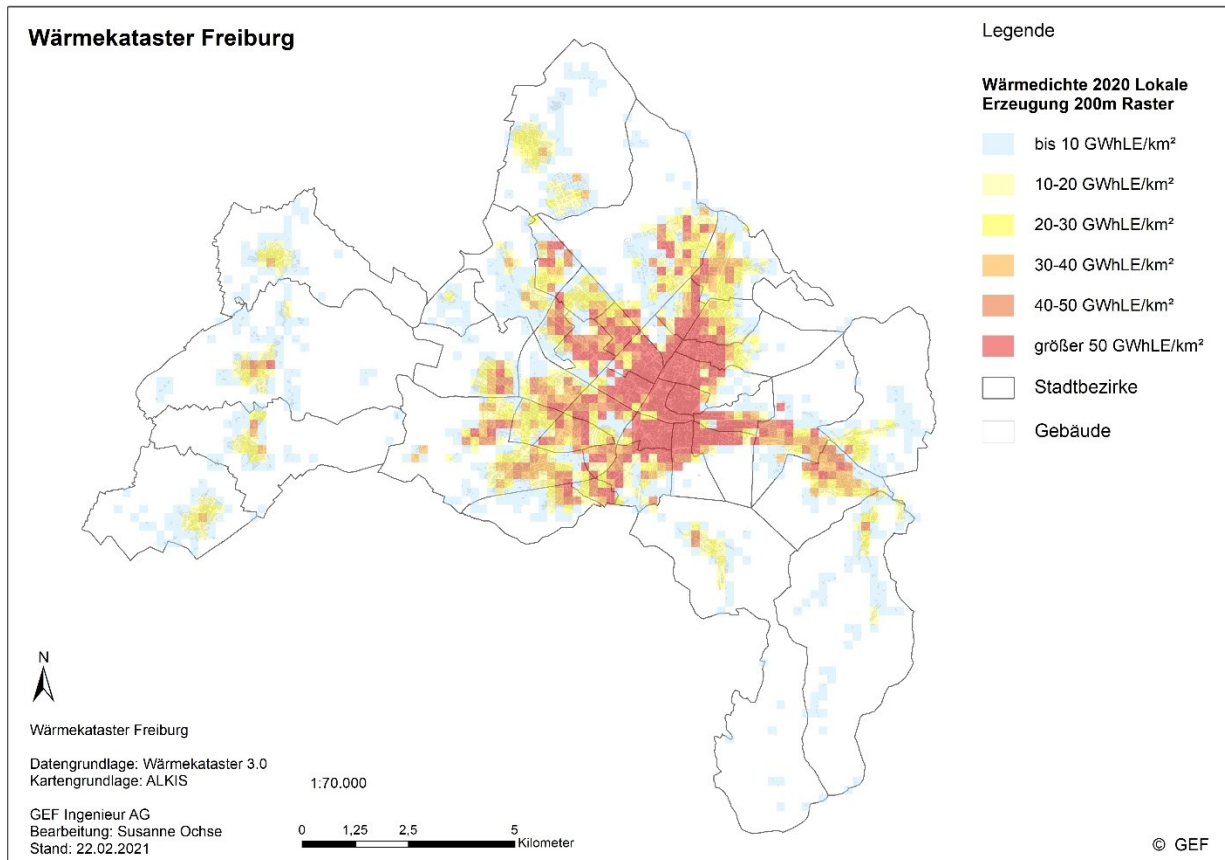 Wärmekataster Freiburg
Legende
Wärmedichte 2020 Lokale
Erzeugung 200m Raster
bis 10 GWhLE/km²
10-20 GWhLE/km²
20-30 GWhLE/km²
30-40 GWhLE/km²
40-50 GWhLE/km²
größer 50 GWhLE/km²
Stadtbezirke
Gebäude
N
Wärmekataster Freiburg
Datengrundlage: Wärmekataster 3.0
Kartengrundlage: ALKIS
1:70.000
GEF Ingenieur AG
Bearbeitung: Susanne Ochse
Stand: 22.02.2021
0 1,25 2,5 5
Kilometer
© GEF